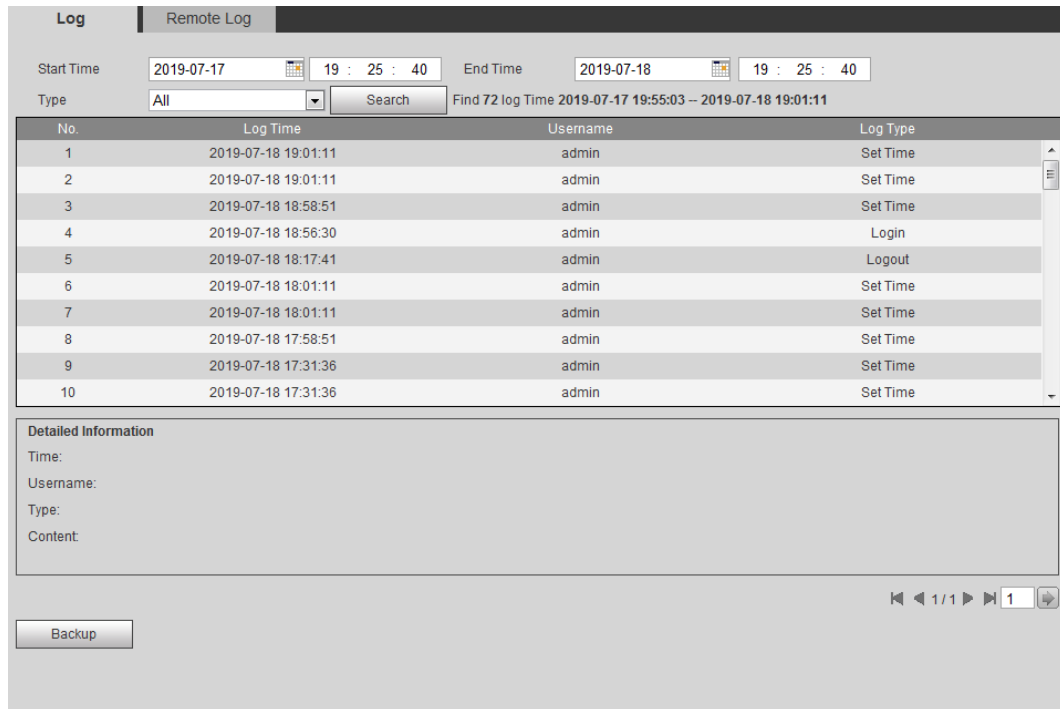 Log Remote Log
Start Time 2019-07-17 19 : 25 : 40 End Time 2019-07-18 19 : 25 : 40
Type All Search Find 72 log Time 2019-07-17 19:55:03 -- 2019-07-18 19:01:11
No. Log Time Username Log Type
1 2019-07-18 19:01:11 admin Set Time
2 2019-07-18 19:01:11 admin Set Time
3 2019-07-18 18:58:51 admin Set Time
4 2019-07-18 18:56:30 admin Login
5 2019-07-18 18:17:41 admin Logout
6 2019-07-18 18:01:11 admin Set Time
7 2019-07-18 18:01:11 admin Set Time
8 2019-07-18 17:58:51 admin Set Time
9 2019-07-18 17:31:36 admin Set Time
10 2019-07-18 17:31:36 admin Set Time
Detailed Information
Time:
Username:
Type:
Content:
1 / 1 1
Backup